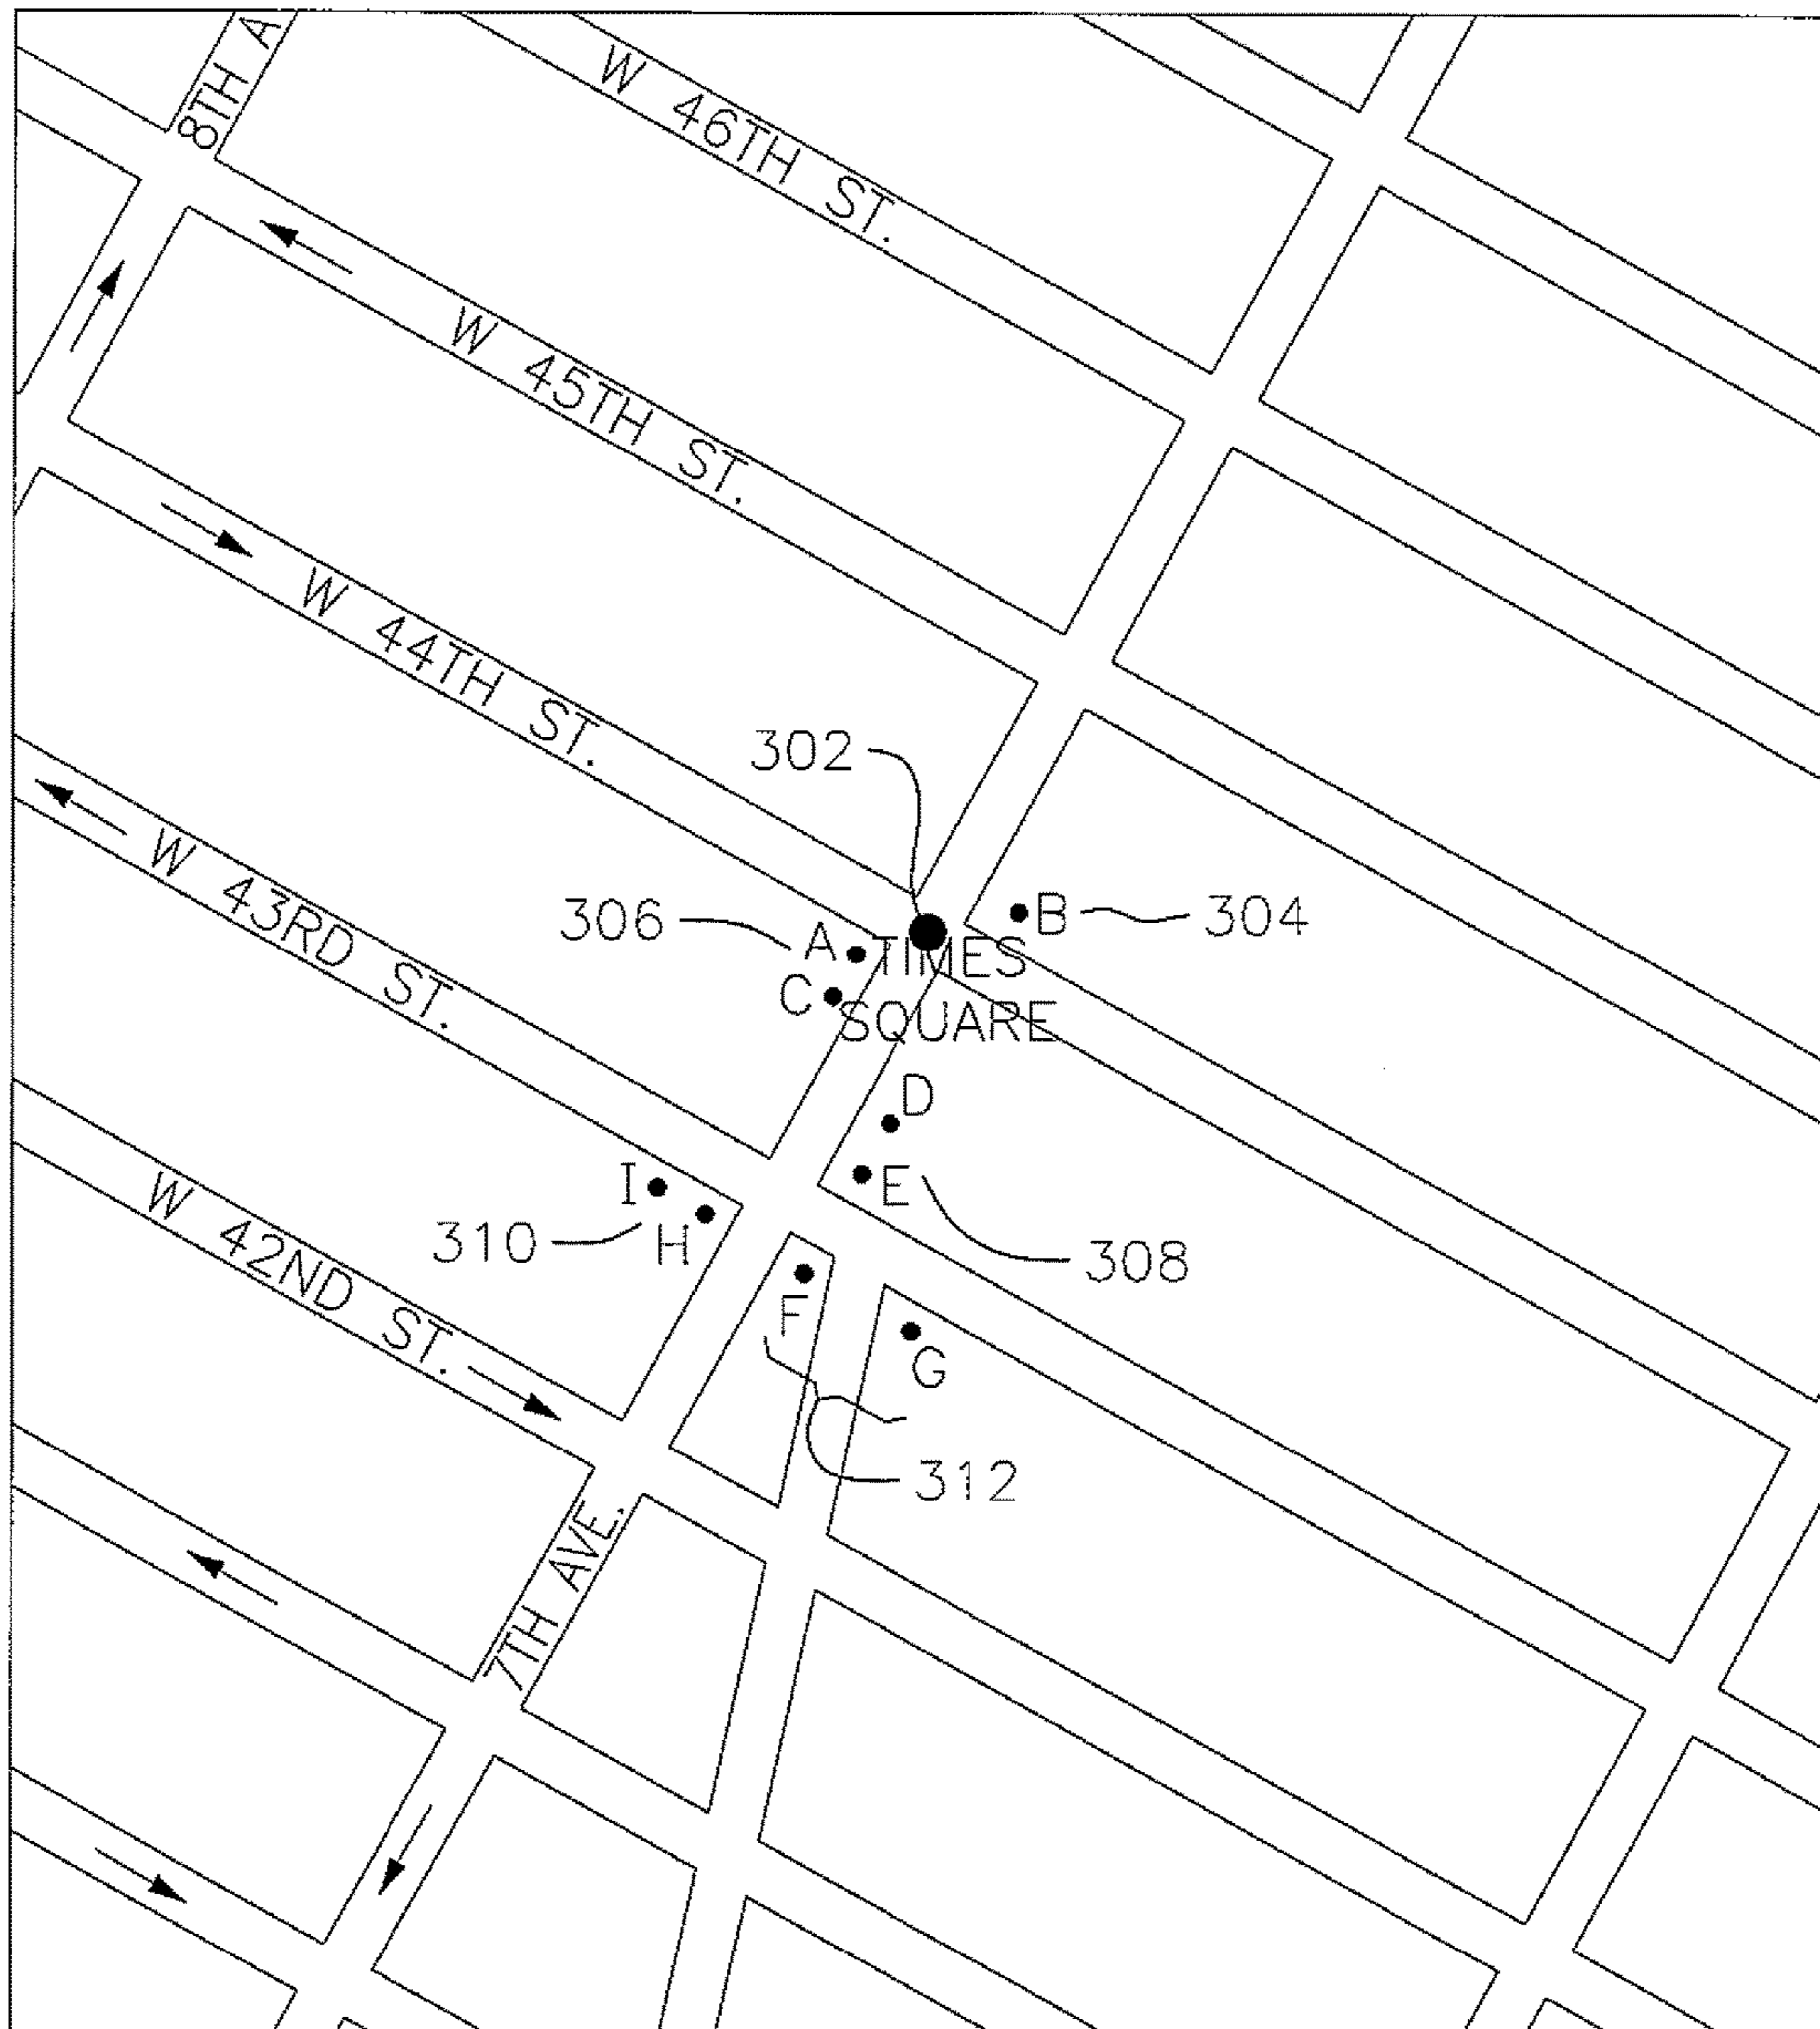 8TH A
W 46TH ST.
W 45TH ST.
W 44TH ST.
302
306
A
B
304
TIMES
C
SQUARE
W 43RD ST.
D
I
E
310
H
308
W 42ND ST.
F
G
312
7TH AVE.